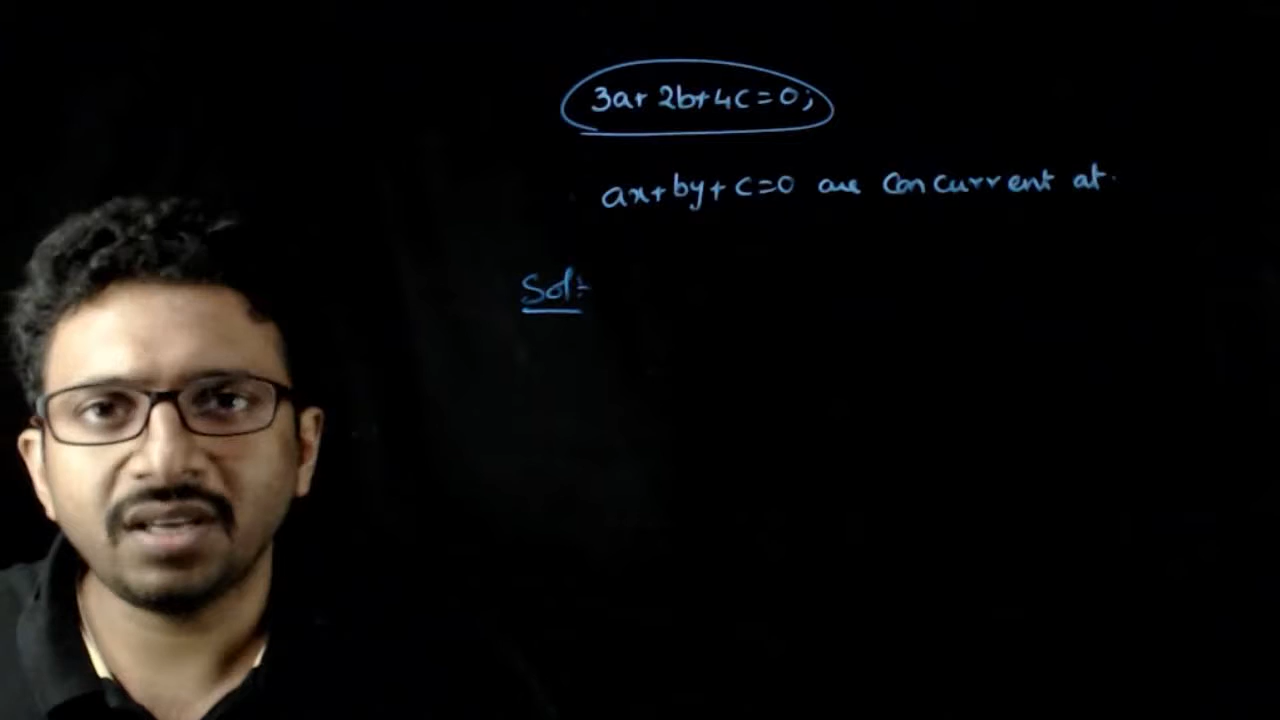 3a+ 2b+4c=0;
ax+by+c=0 are concurrent at.
Sol:-